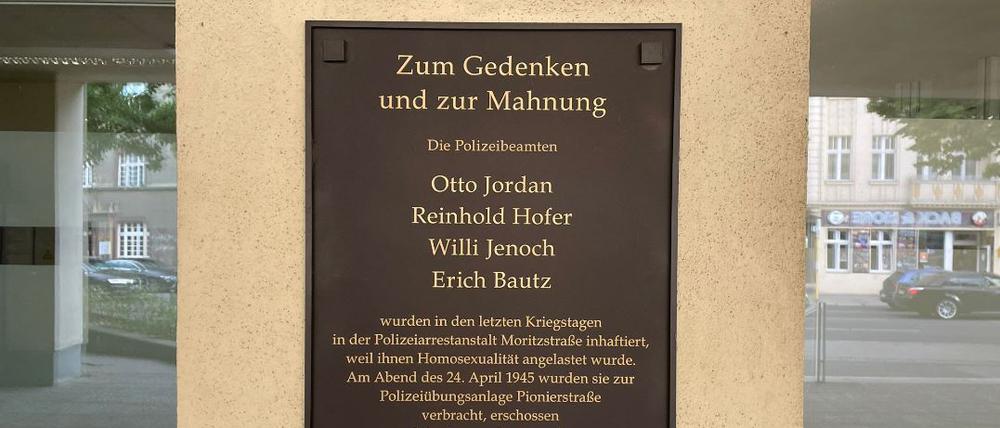 Zum Gedenken
und zur Mahnung
Die Polizeibeamten
Otto Jordan
Reinhold Hofer
Willi Jenoch
Erich Bautz
wurden in den letzten Kriegstagen
in der Polizeiarrestanstalt Moritzstraße inhaftiert,
weil ihnen Homosexualität angelastet wurde.
Am Abend des 24. April 1945 wurden sie zur
Polizeiübungsanlage Pionierstraße
verbracht, erschossen
BACK & MORE